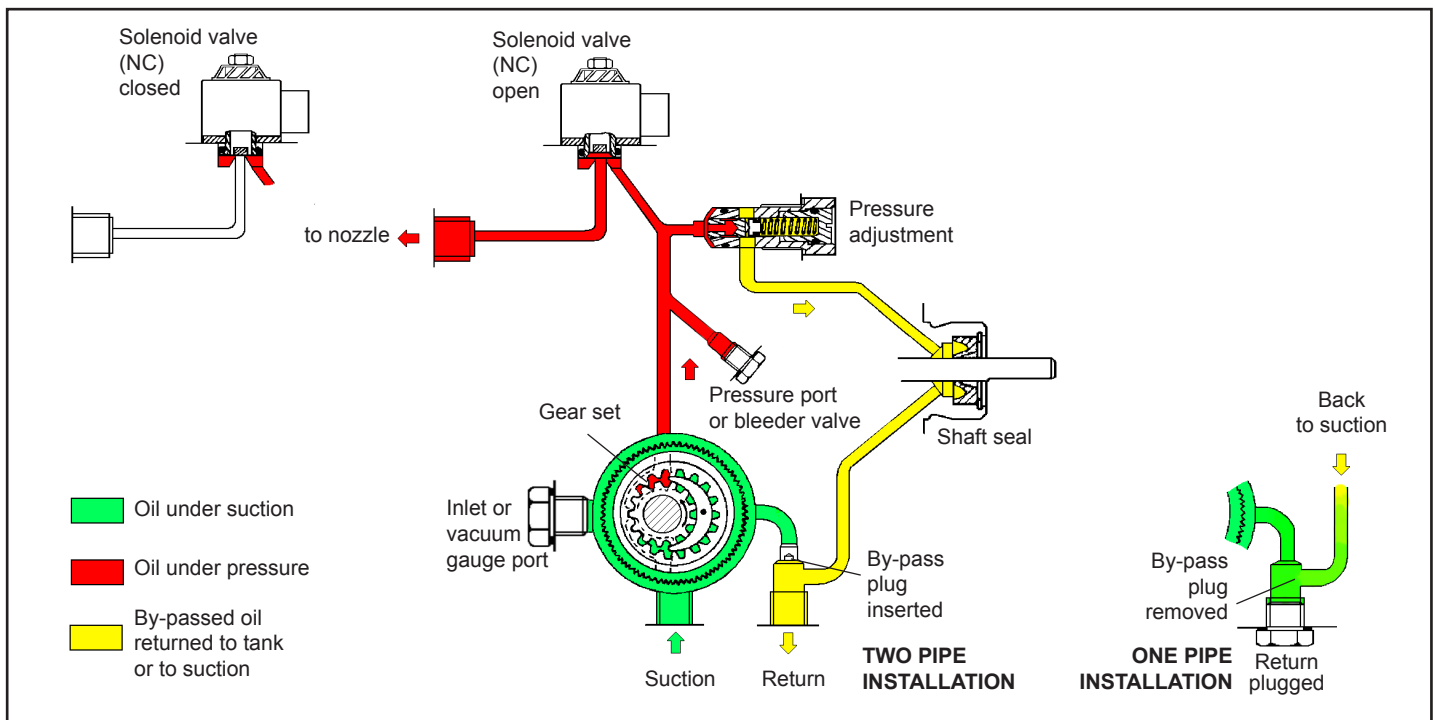 Solenoid valve
(NC)
closed
Solenoid valve
(NC)
open
to nozzle
Pressure
adjustment
Pressure port
or bleeder valve
Gear set
Shaft seal
Back
to suction
Oil under suction
Oil under pressure
By-passed oil
returned to tank
or to suction
Inlet or
vacuum
gauge port
By-pass
plug
inserted
By-pass
plug
removed
Suction
Return
TWO PIPE
INSTALLATION
ONE PIPE
INSTALLATION
Return
plugged